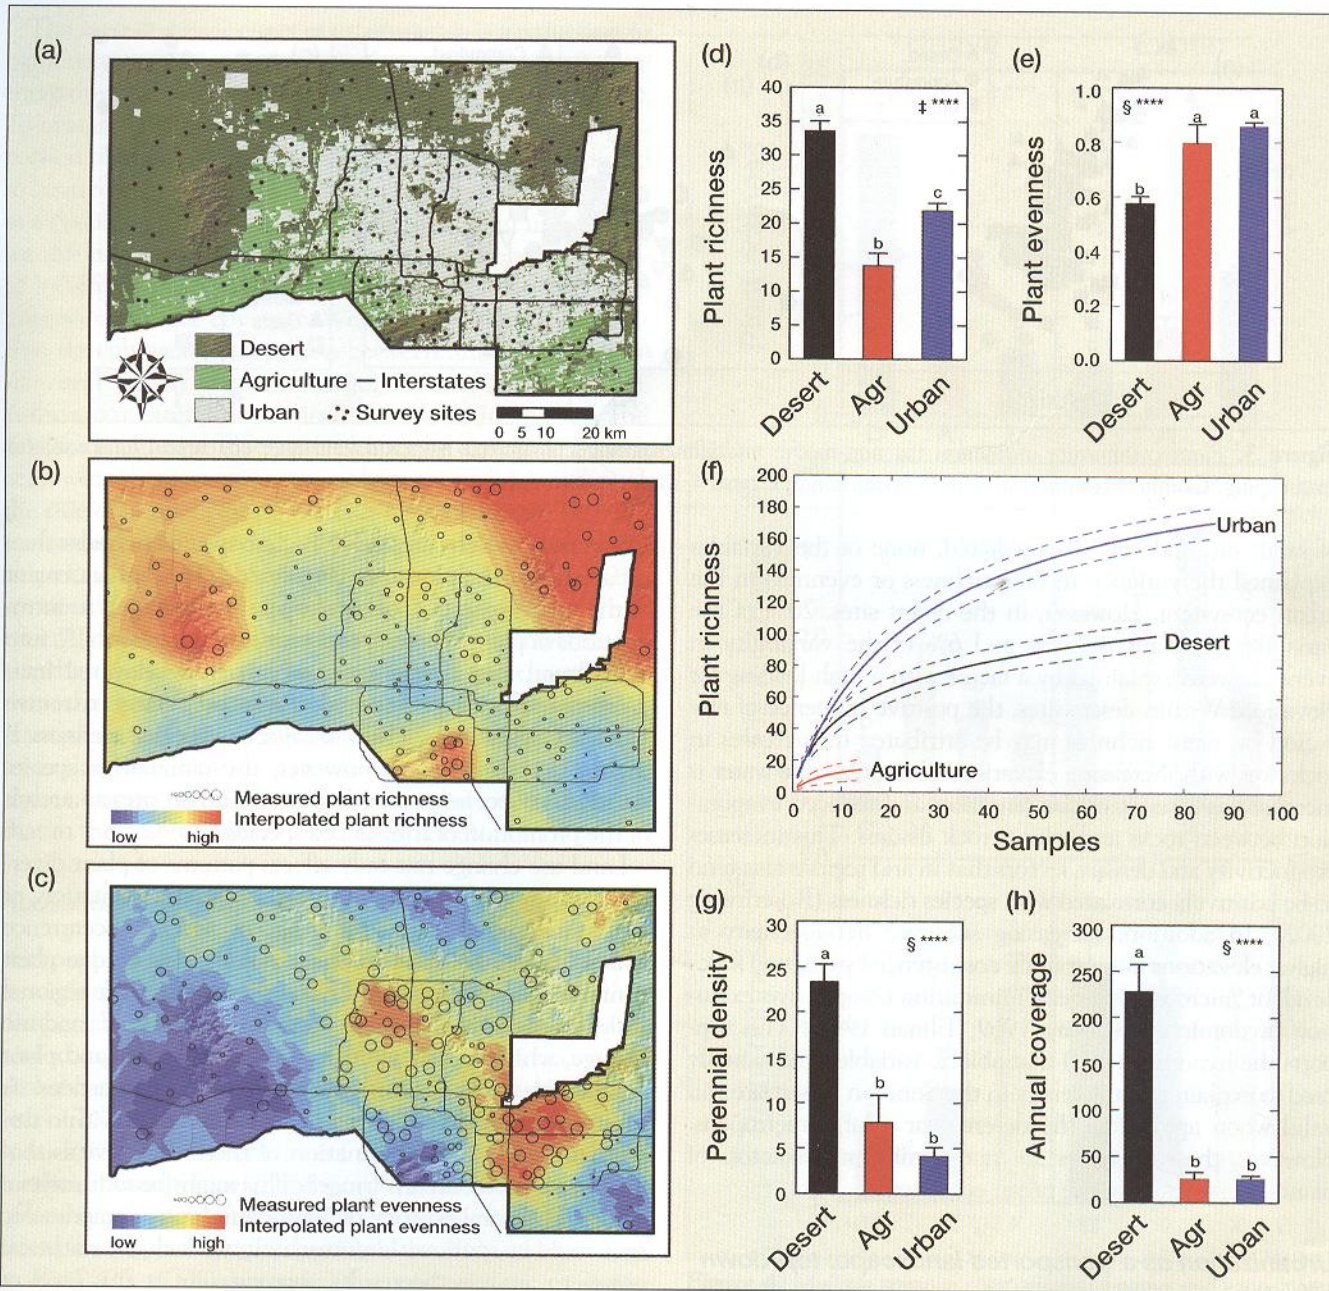 (a)
Desert
Agriculture — Interstates
Urban Survey sites
0 5 10 20 km
(b)
Measured plant richness
Interpolated plant richness
low high
(c)
Measured plant evenness
Interpolated plant evenness
low high
(d)
Plant richness
40
35
30
25
20
15
10
5
0
‡ ****
a
b
c
Desert
Agr
Urban
(e)
Plant evenness
1.0
0.8
0.6
0.4
0.2
0.0
§ ****
b
a
a
Desert
Agr
Urban
(f)
Plant richness
200
180
160
140
120
100
80
60
40
20
0
Urban
Desert
Agriculture
0 10 20 30 40 50 60 70 80 90 100
Samples
(g)
Perennial density
30
25
20
15
10
5
0
§ ****
a
b
b
Desert
Agr
Urban
(h)
Annual coverage
300
250
200
150
100
50
0
§ ****
a
b
b
Desert
Agr
Urban